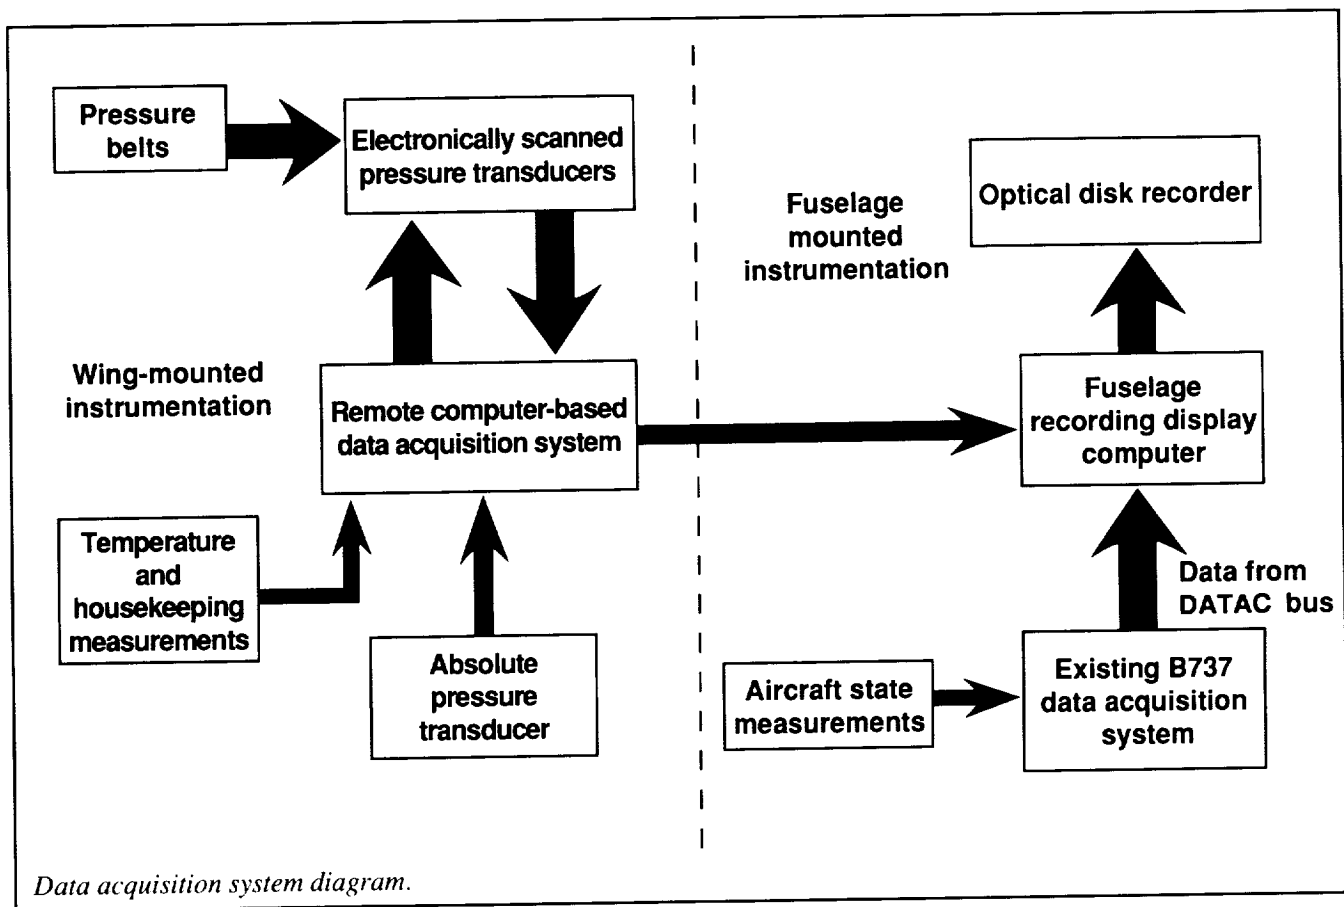 Pressure
belts
Electronically scanned
pressure transducers
Wing-mounted
instrumentation
Remote computer-based
data acquisition system
Temperature
and
housekeeping
measurements
Absolute
pressure
transducer
Fuselage
mounted
instrumentation
Optical disk recorder
Fuselage
recording display
computer
Data from
DATAC bus
Aircraft state
measurements
Existing B737
data acquisition
system
Data acquisition system diagram.